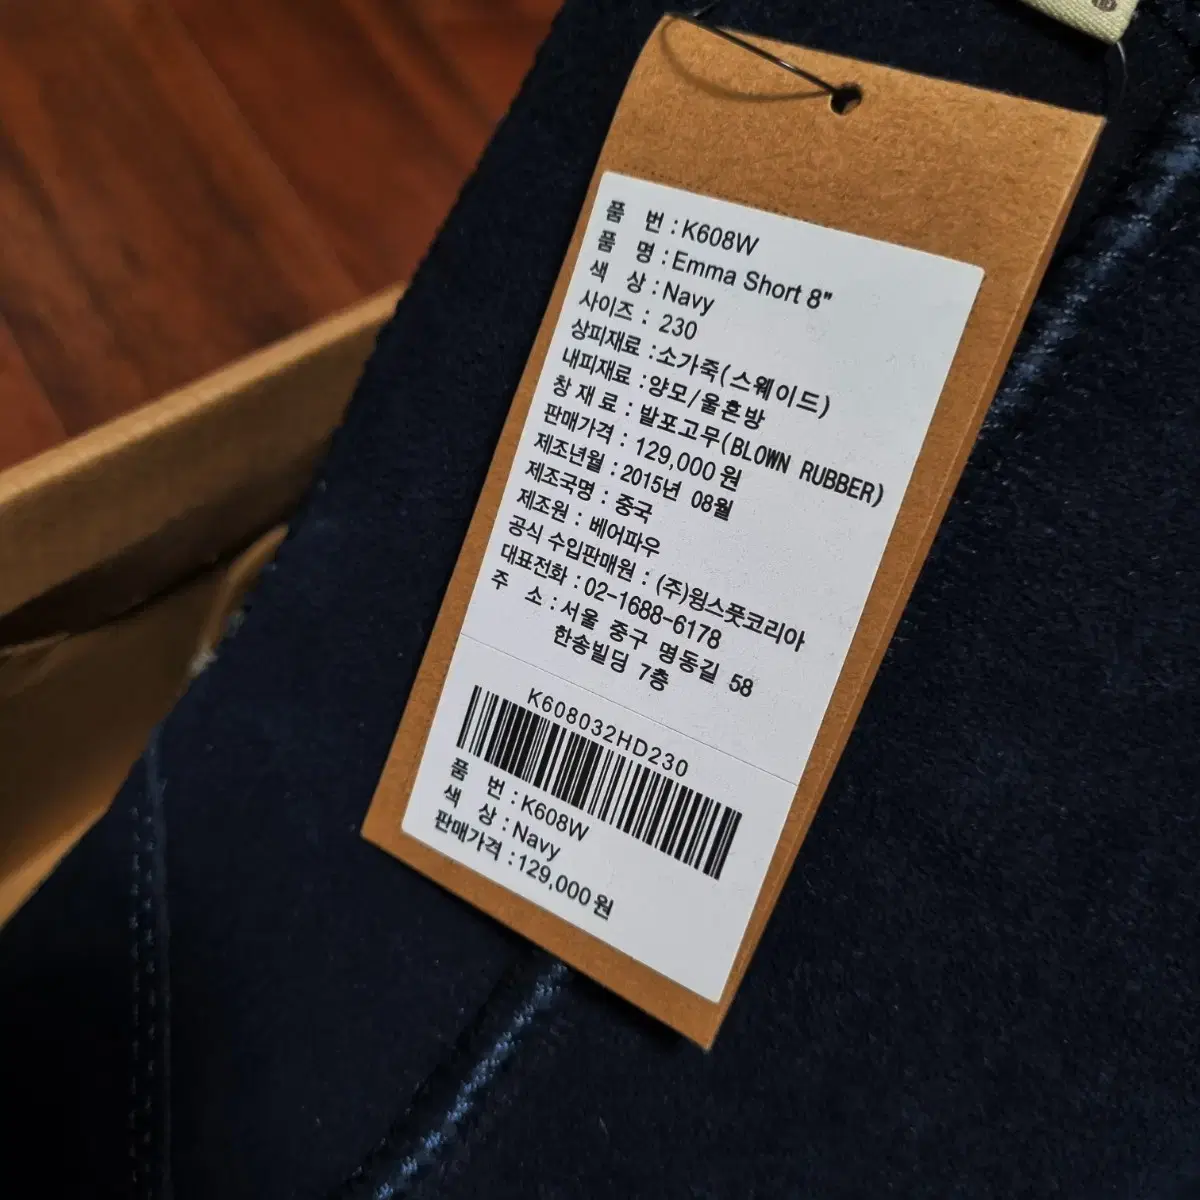 품 번 : K608W
품 명 : Emma Short 8"
색 상 : Navy
사이즈 : 230
상피재료 : 소가죽(스웨이드)
내피재료 : 양모/울혼방
창 재 료 : 발포고무(BLOWN RUBBER)
판매가격 : 129,000원
제조년월 : 2015년 08월
제조국명 : 중국
제조원 : 베어파우
공식 수입판매원 : (주)윙스풋코리아
대표전화 : 02-1688-6178
주 소 : 서울 중구 명동길 58
한송빌딩 7층
K608032HD230
품 번 : K608W
색 상 : Navy
판매가격 : 129,000원